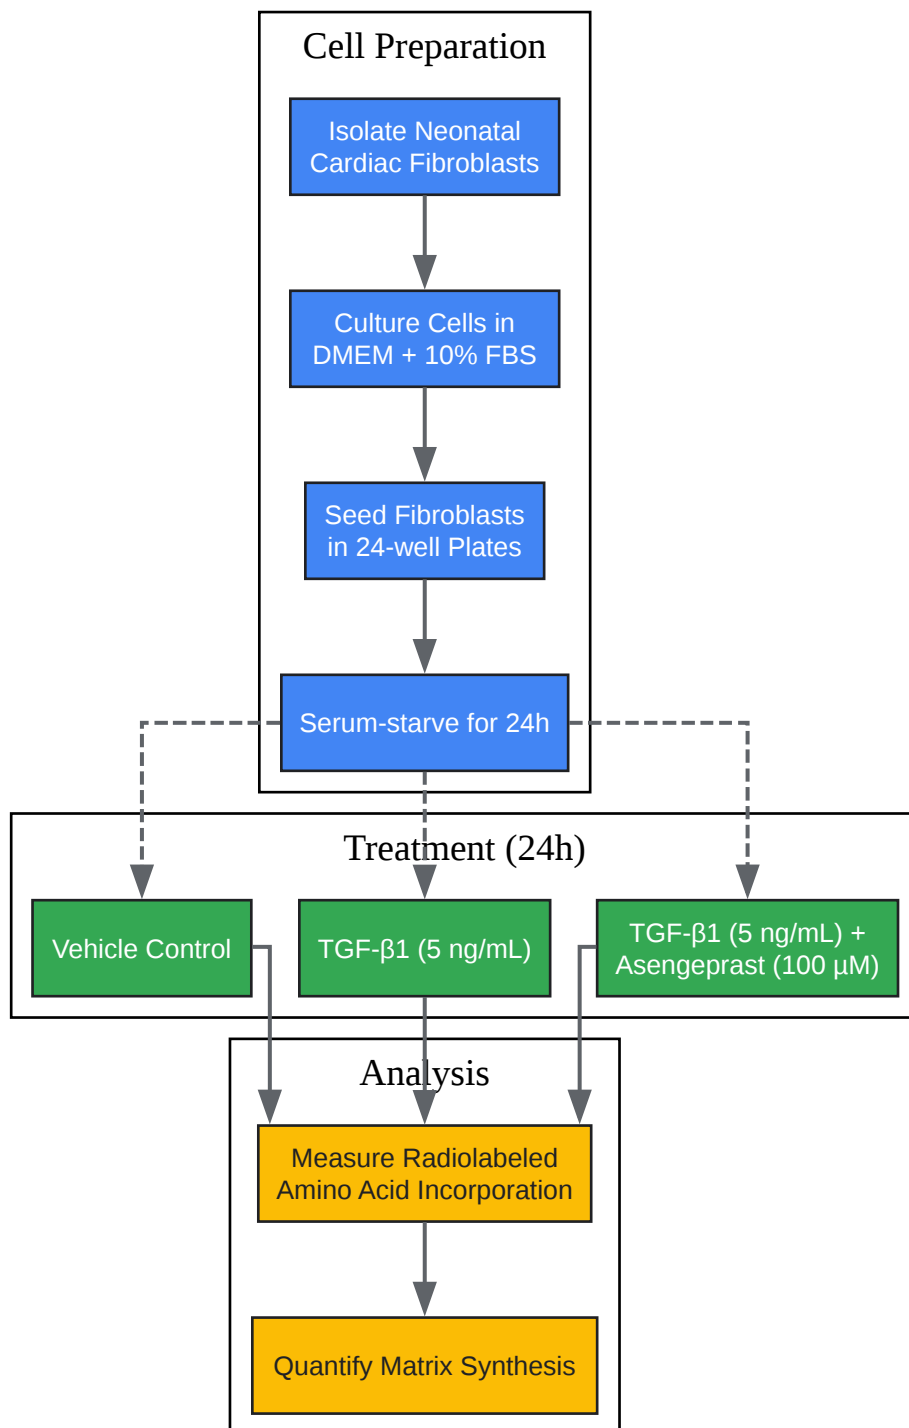 Cell Preparation
Isolate Neonatal
Cardiac Fibroblasts
Culture Cells in
DMEM + 10% FBS
Seed Fibroblasts
in 24-well Plates
Serum-starve for 24h
Treatment (24h)
Vehicle Control
TGF-β1 (5 ng/mL)
TGF-β1 (5 ng/mL) +
Asengeprast (100 µM)
Analysis
Measure Radiolabeled
Amino Acid Incorporation
Quantify Matrix Synthesis